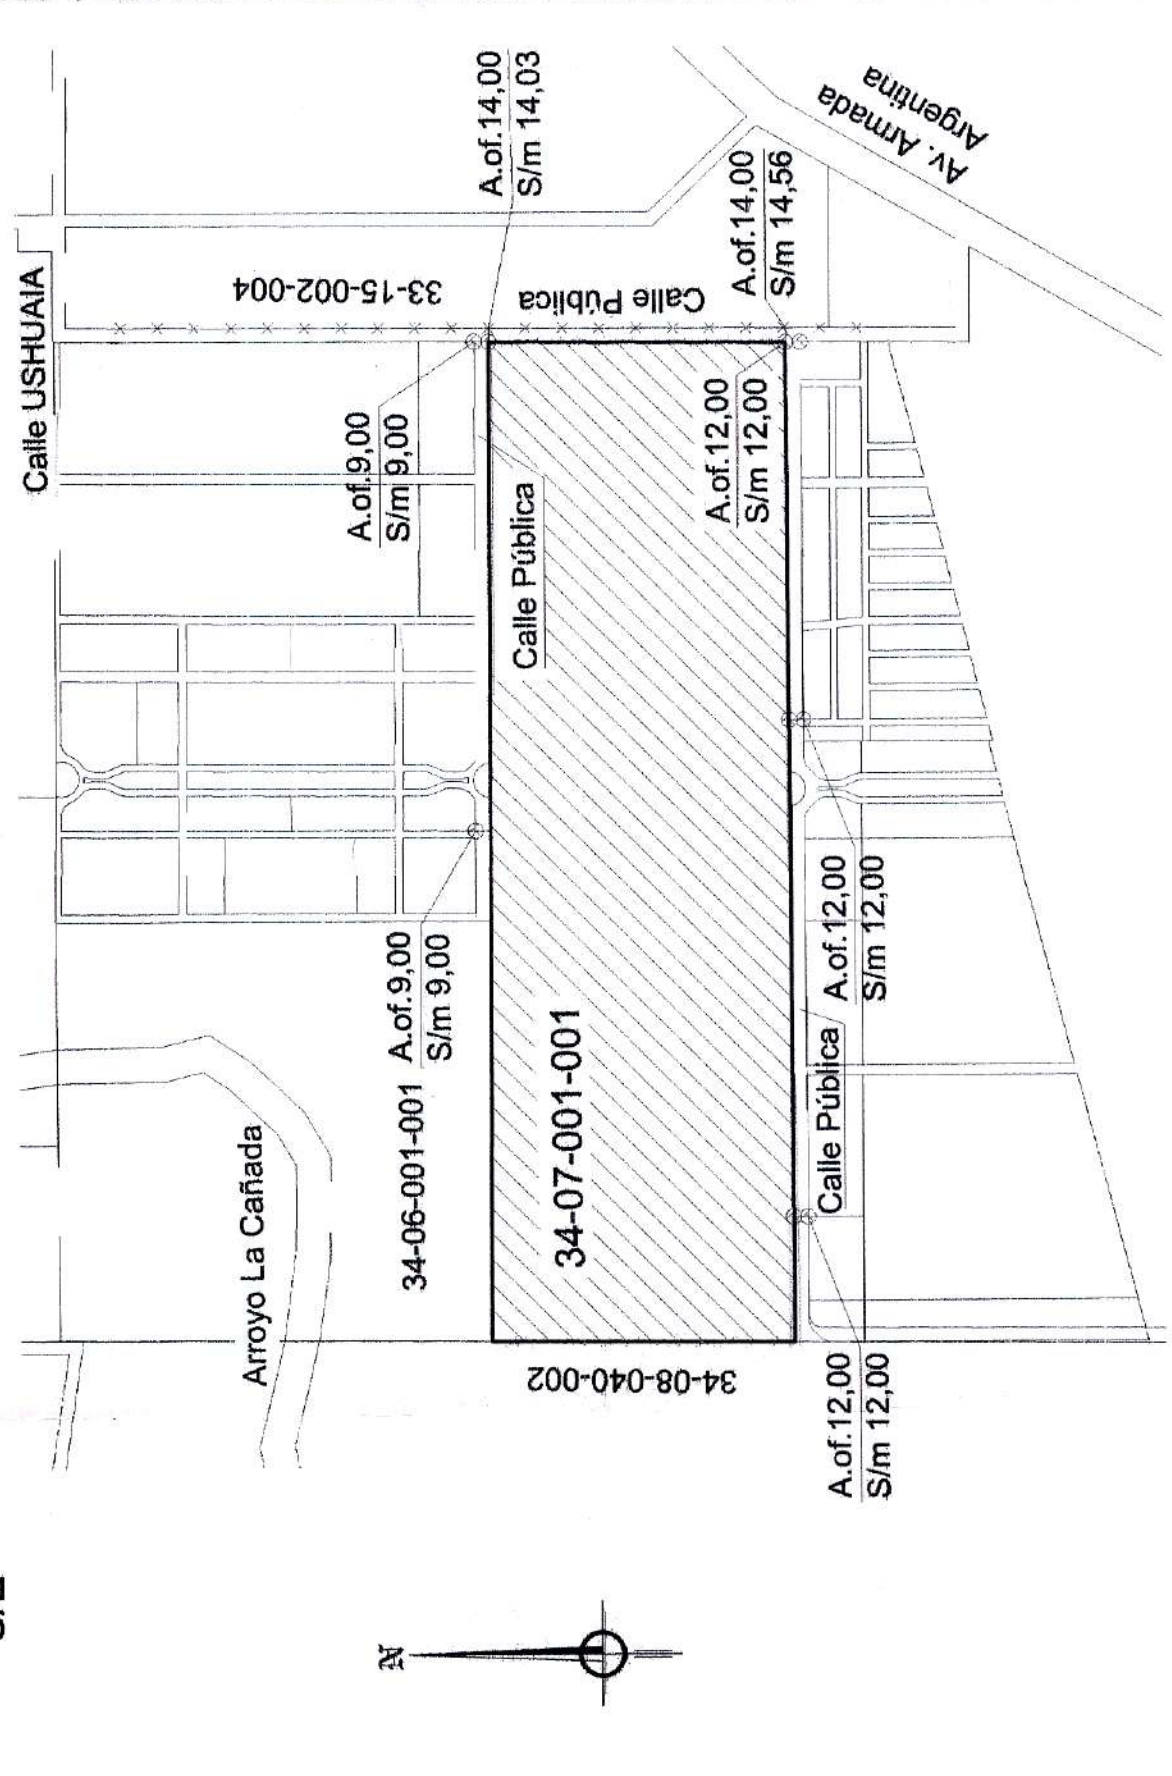 Calle USHUAIA
A.of.14,00
S/m 14,03
Av. Armada
Argentina
33-15-002-004
Calle Pública
A.of.14,00
S/m 14,56
A.of.9,00
S/m 9,00
A.of.12,00
S/m 12,00
Calle Pública
A.of.9,00
S/m 9,00
A.of.12,00
S/m 12,00
34-06-001-001
34-07-001-001
Calle Pública
Arroyo La Cañada
34-08-040-002
A.of.12,00
S/m 12,00
N